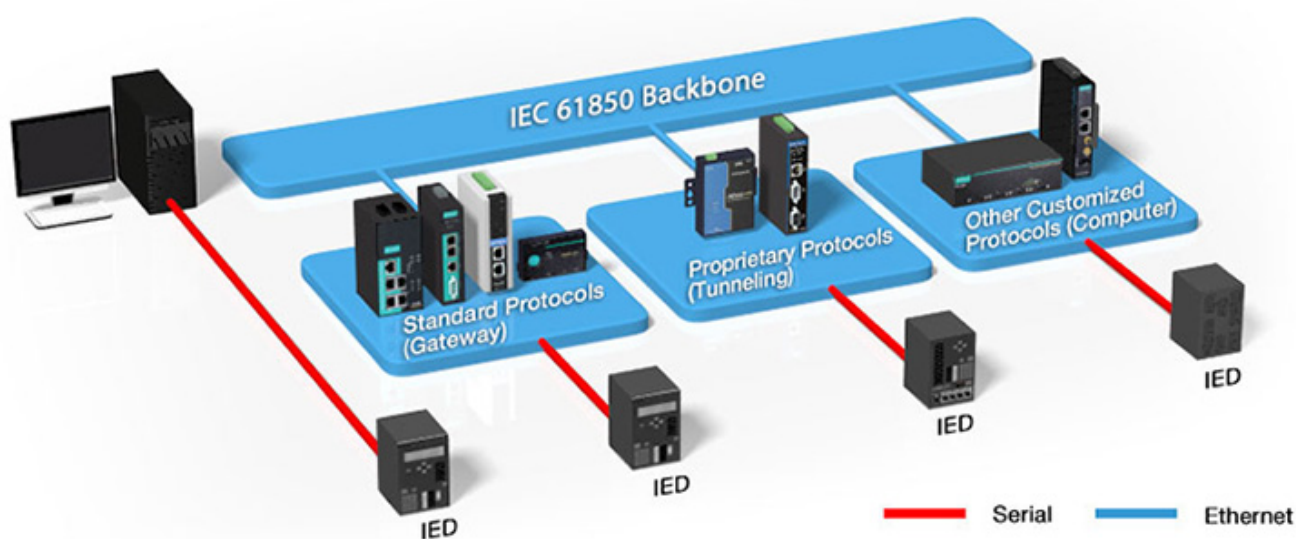 IEC 61850 Backbone
Standard Protocols
(Gateway)
Proprietary Protocols
(Tunneling)
Other Customized
Protocols (Computer)
IED
IED
IED
IED
Serial
Ethernet